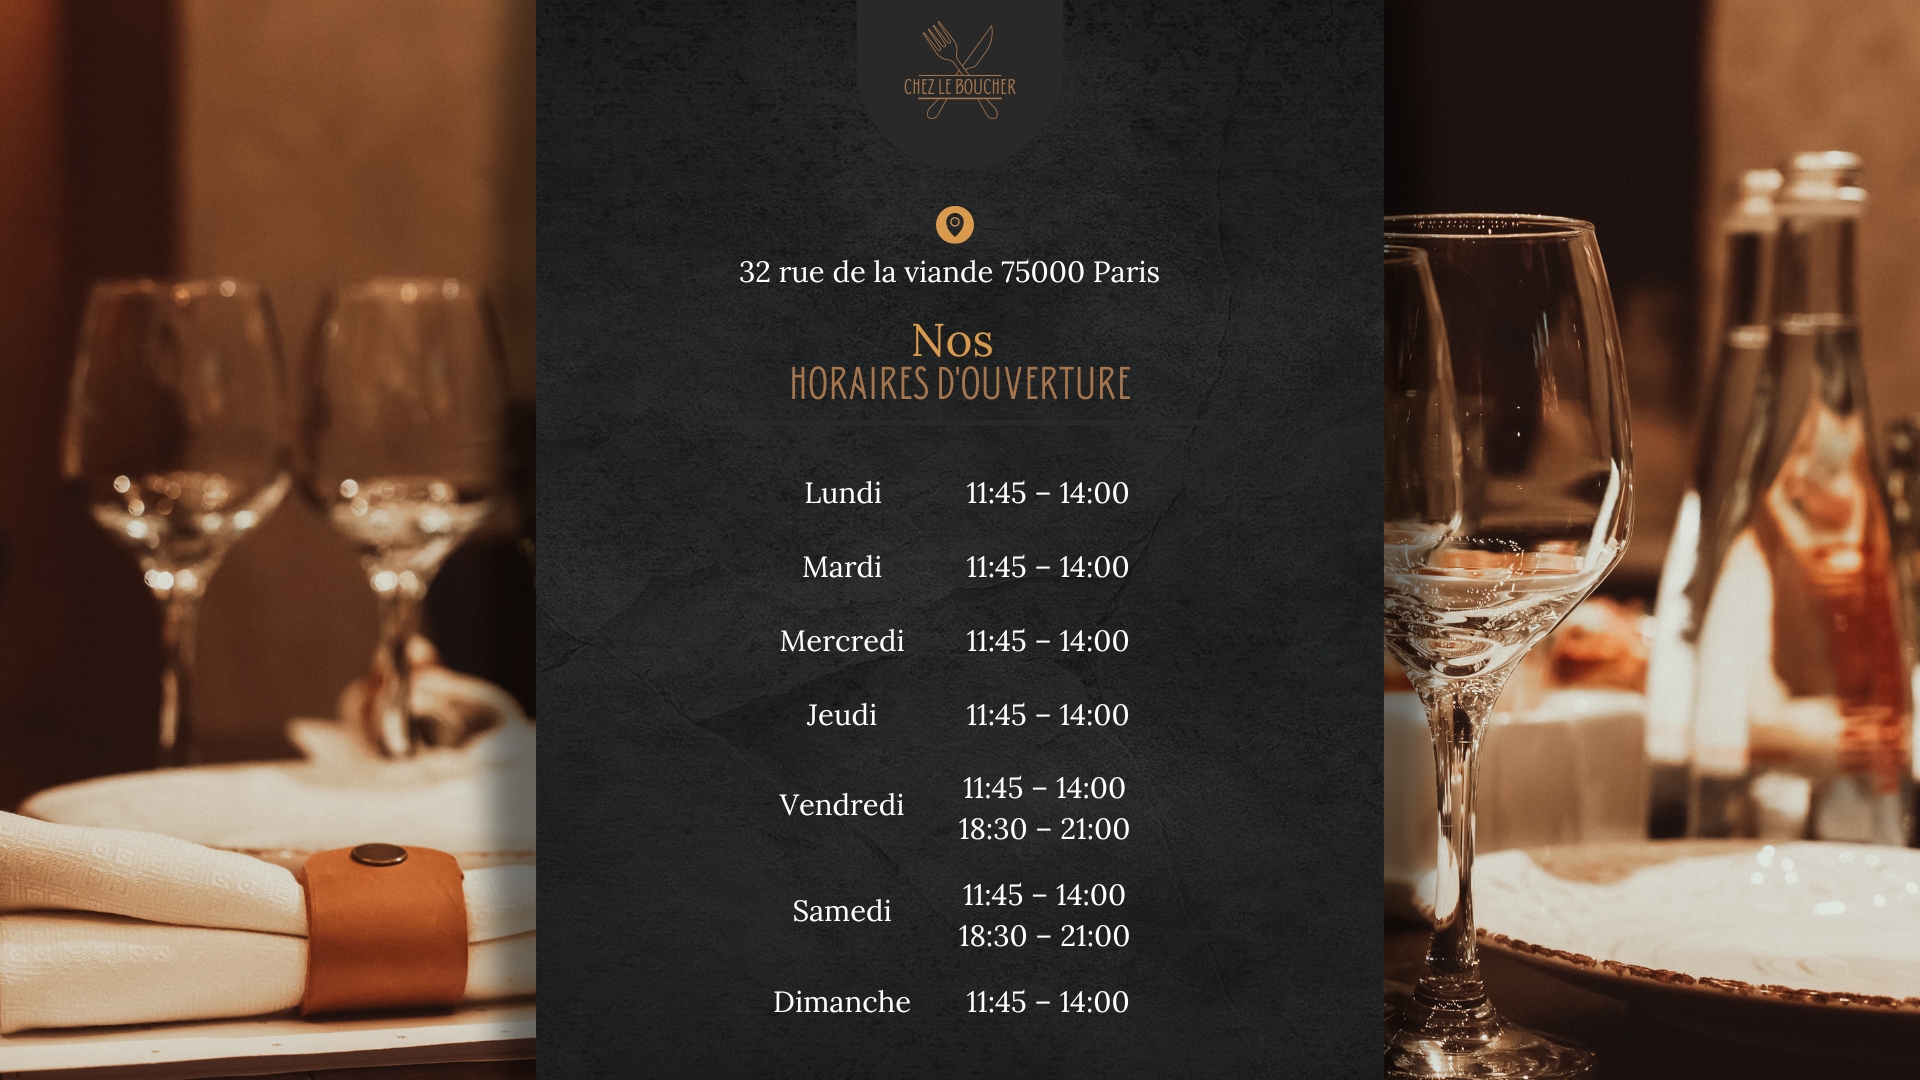 CHEZ LE BOUCHER
32 rue de la viande 75000 Paris
Nos
HORAIRES D'OUVERTURE
Lundi 11:45 – 14:00
Mardi 11:45 – 14:00
Mercredi 11:45 – 14:00
Jeudi 11:45 – 14:00
Vendredi 11:45 – 14:00
18:30 – 21:00
Samedi 11:45 – 14:00
18:30 – 21:00
Dimanche 11:45 – 14:00